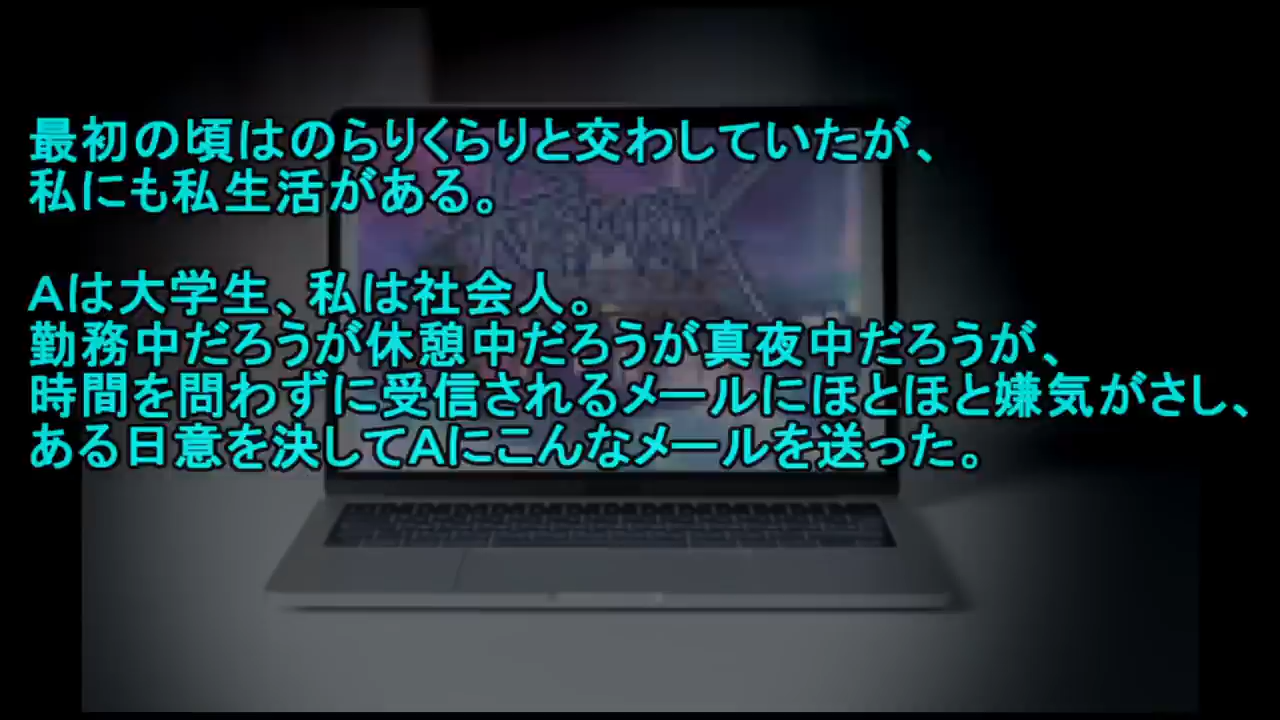 最初の頃はのらりくらりと交わしていたが、
私にも私生活がある。
Aは大学生、私は社会人。
勤務中だろうが休憩中だろうが真夜中だろうが、
時間を問わずに受信されるメールにほとほと嫌気がさし、
ある日意を決してAにこんなメールを送った。